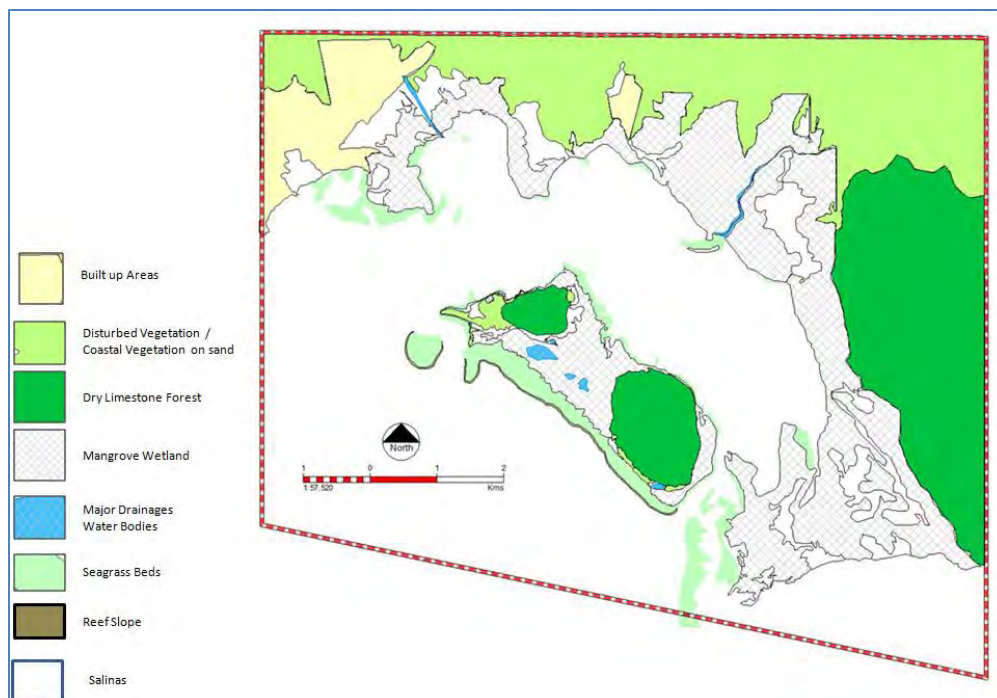 Built up Areas
Disturbed Vegetation /
Coastal Vegetation on sand
Dry Limestone Forest
Mangrove Wetland
Major Drainages
Water Bodies
Seagrass Beds
Reef Slope
Salinas
North
1 0 1 2
1:57,520 Kms